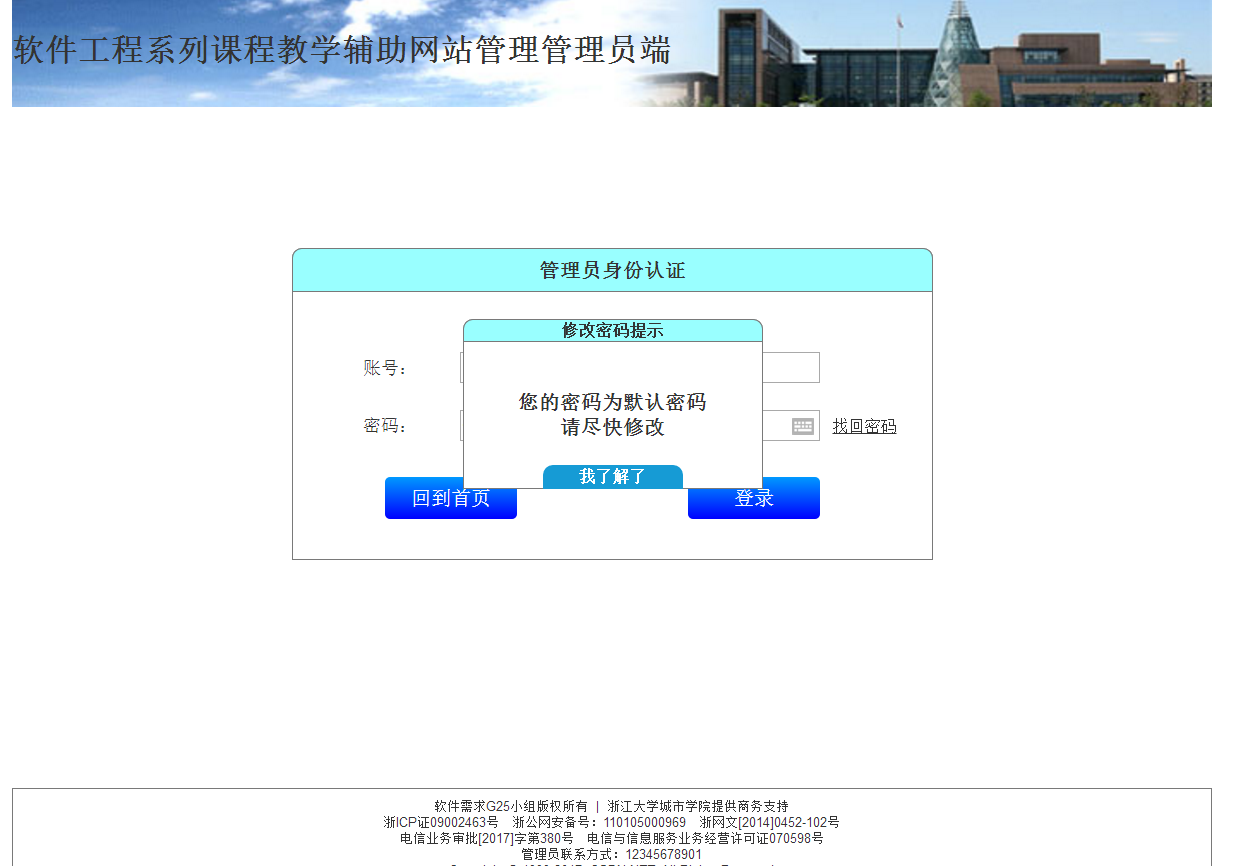 软件工程系列课程教学辅助网站管理管理员端
管理员身份认证
修改密码提示
账号：
您的密码为默认密码
请尽快修改
密码：
找回密码
我了解了
回到首页
登录
软件需求G25小组版权所有 | 浙江大学城市学院提供商务支持
浙ICP证09002463号 浙公网安备号：110105000969 浙网文[2014]0452-102号
电信业务审批[2017]字第380号 电信与信息服务业务经营许可证070598号
管理员联系方式：12345678901